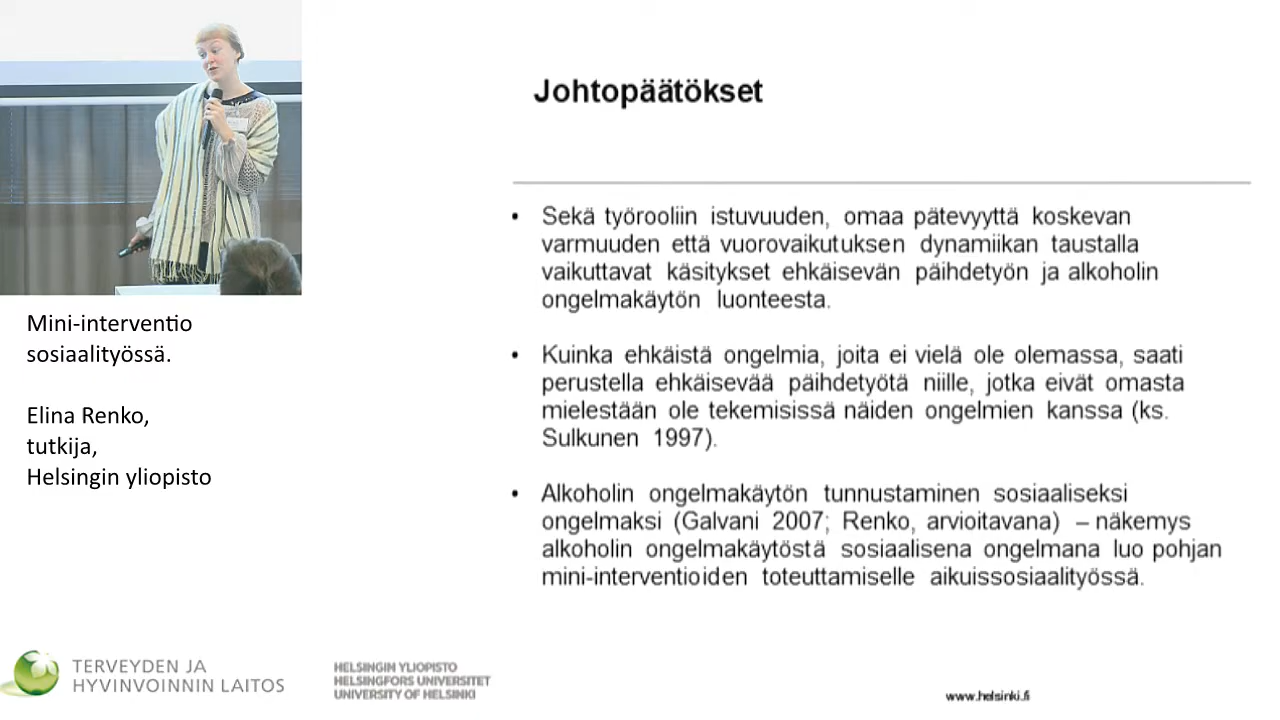 Johtopäätökset
• Sekä työrooliin istuvuuden, omaa pätevyyttä koskevan
varmuuden että vuorovaikutuksen dynamiikan taustalla
vaikuttavat käsitykset ehkäisevän päihdetyön ja alkoholin
ongelmakäytön luonteesta.
• Kuinka ehkäistä ongelmia, joita ei vielä ole olemassa, saati
perustella ehkäisevää päihdetyötä niille, jotka eivät omasta
mielestään ole tekemisissä näiden ongelmien kanssa (ks.
Sulkunen 1997).
• Alkoholin ongelmakäytön tunnustaminen sosiaaliseksi
ongelmaksi (Galvani 2007; Renko, arvioitavana) – näkemys
alkoholin ongelmakäytöstä sosiaalisena ongelmana luo pohjan
mini-interventioiden toteuttamiselle aikuissosiaalityössä.
Mini-interventio
sosiaalityössä.
Elina Renko,
tutkija,
Helsingin yliopisto
TERVEYDEN JA
HYVINVOINNIN LAITOS
HELSINGIN YLIOPISTO
HELSINGFORS UNIVERSITET
UNIVERSITY OF HELSINKI
www.helsinki.fi